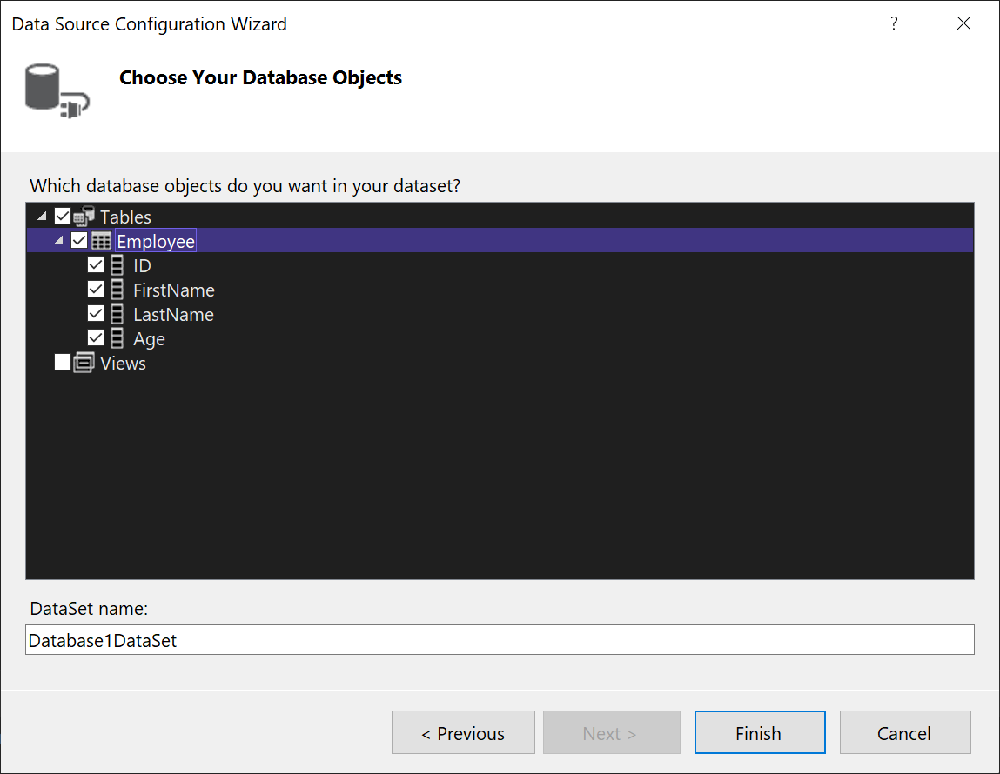 Data Source Configuration Wizard
?
Choose Your Database Objects
Which database objects do you want in your dataset?
Tables
Employee
ID
FirstName
LastName
Age
Views
DataSet name:
Database1DataSet
< Previous Next > Finish Cancel